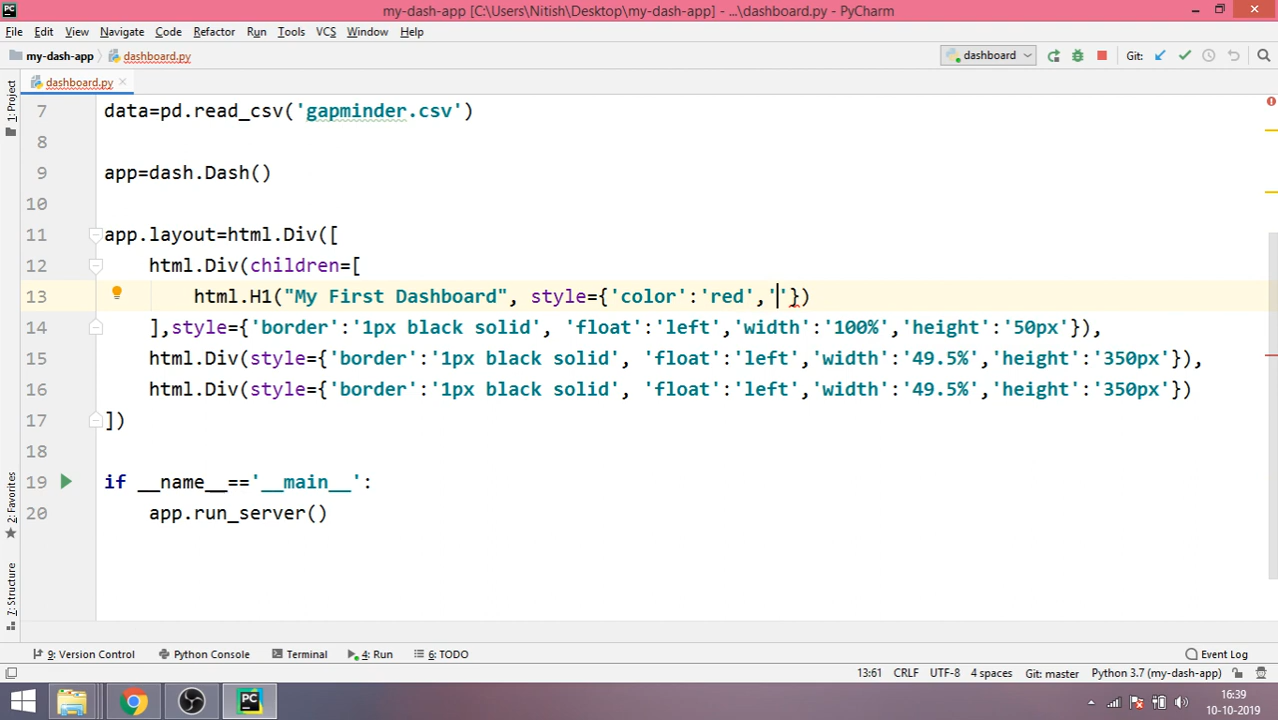 my-dash-app [C:\Users\Nitish\Desktop\my-dash-app] - ...\dashboard.py - PyCharm
File Edit View Navigate Code Refactor Run Tools VCS Window Help
my-dash-app dashboard.py dashboard Git:
dashboard.py
1: Project
7 data=pd.read_csv('gapminder.csv')
8
9 app=dash.Dash()
10
11 app.layout=html.Div([
12 html.Div(children=[
13 html.H1("My First Dashboard", style={'color':'red',''})
14 ],style={'border':'1px black solid', 'float':'left','width':'100%','height':'50px'}),
15 html.Div(style={'border':'1px black solid', 'float':'left','width':'49.5%','height':'350px'}),
16 html.Div(style={'border':'1px black solid', 'float':'left','width':'49.5%','height':'350px'})
17 ])
18
19 if __name__=='__main__':
20 app.run_server()
2: Favorites
7: Structure
9: Version Control Python Console Terminal 4: Run 6: TODO Event Log
13:61 CRLF UTF-8 4 spaces Git: master Python 3.7 (my-dash-app)
PC
16:39
10-10-2019